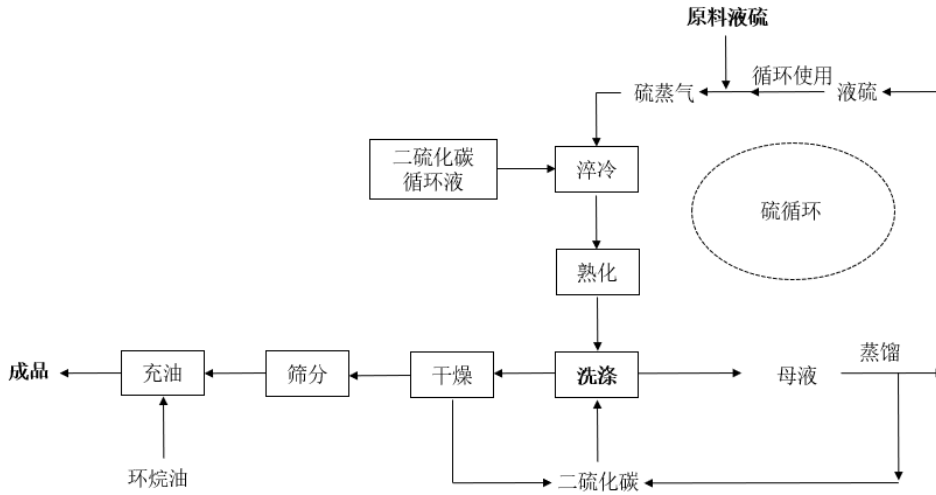 原料液硫
硫蒸气
循环使用
液硫
二硫化碳
循环液
淬冷
硫循环
熟化
成品
充油
筛分
干燥
洗涤
母液
蒸馏
环烷油
二硫化碳